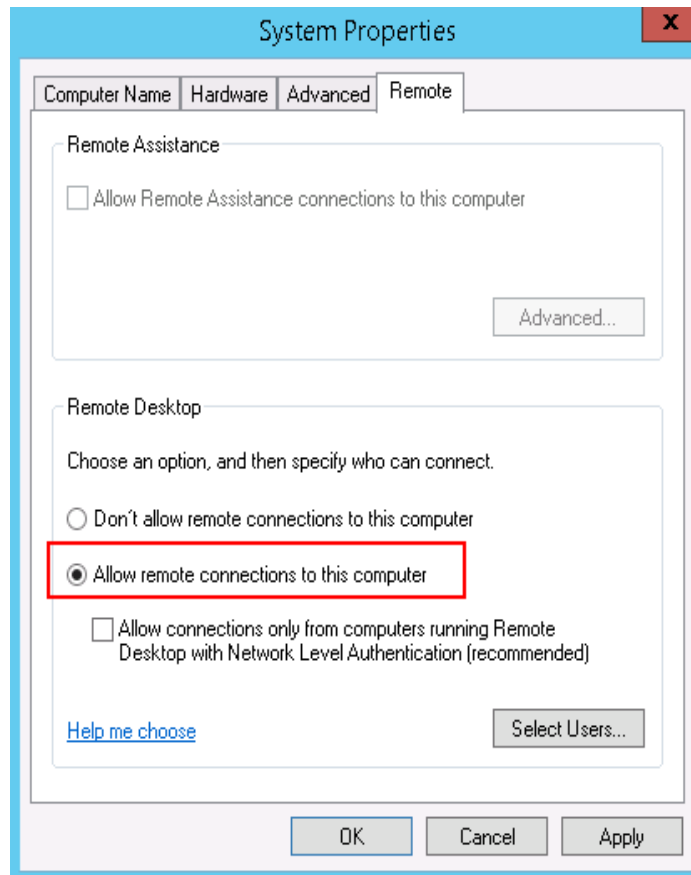 System Properties
x
Computer Name Hardware Advanced Remote
Remote Assistance
Allow Remote Assistance connections to this computer
Advanced...
Remote Desktop
Choose an option, and then specify who can connect.
Don't allow remote connections to this computer
Allow remote connections to this computer
Allow connections only from computers running Remote
Desktop with Network Level Authentication (recommended)
Help me choose
Select Users...
OK Cancel Apply